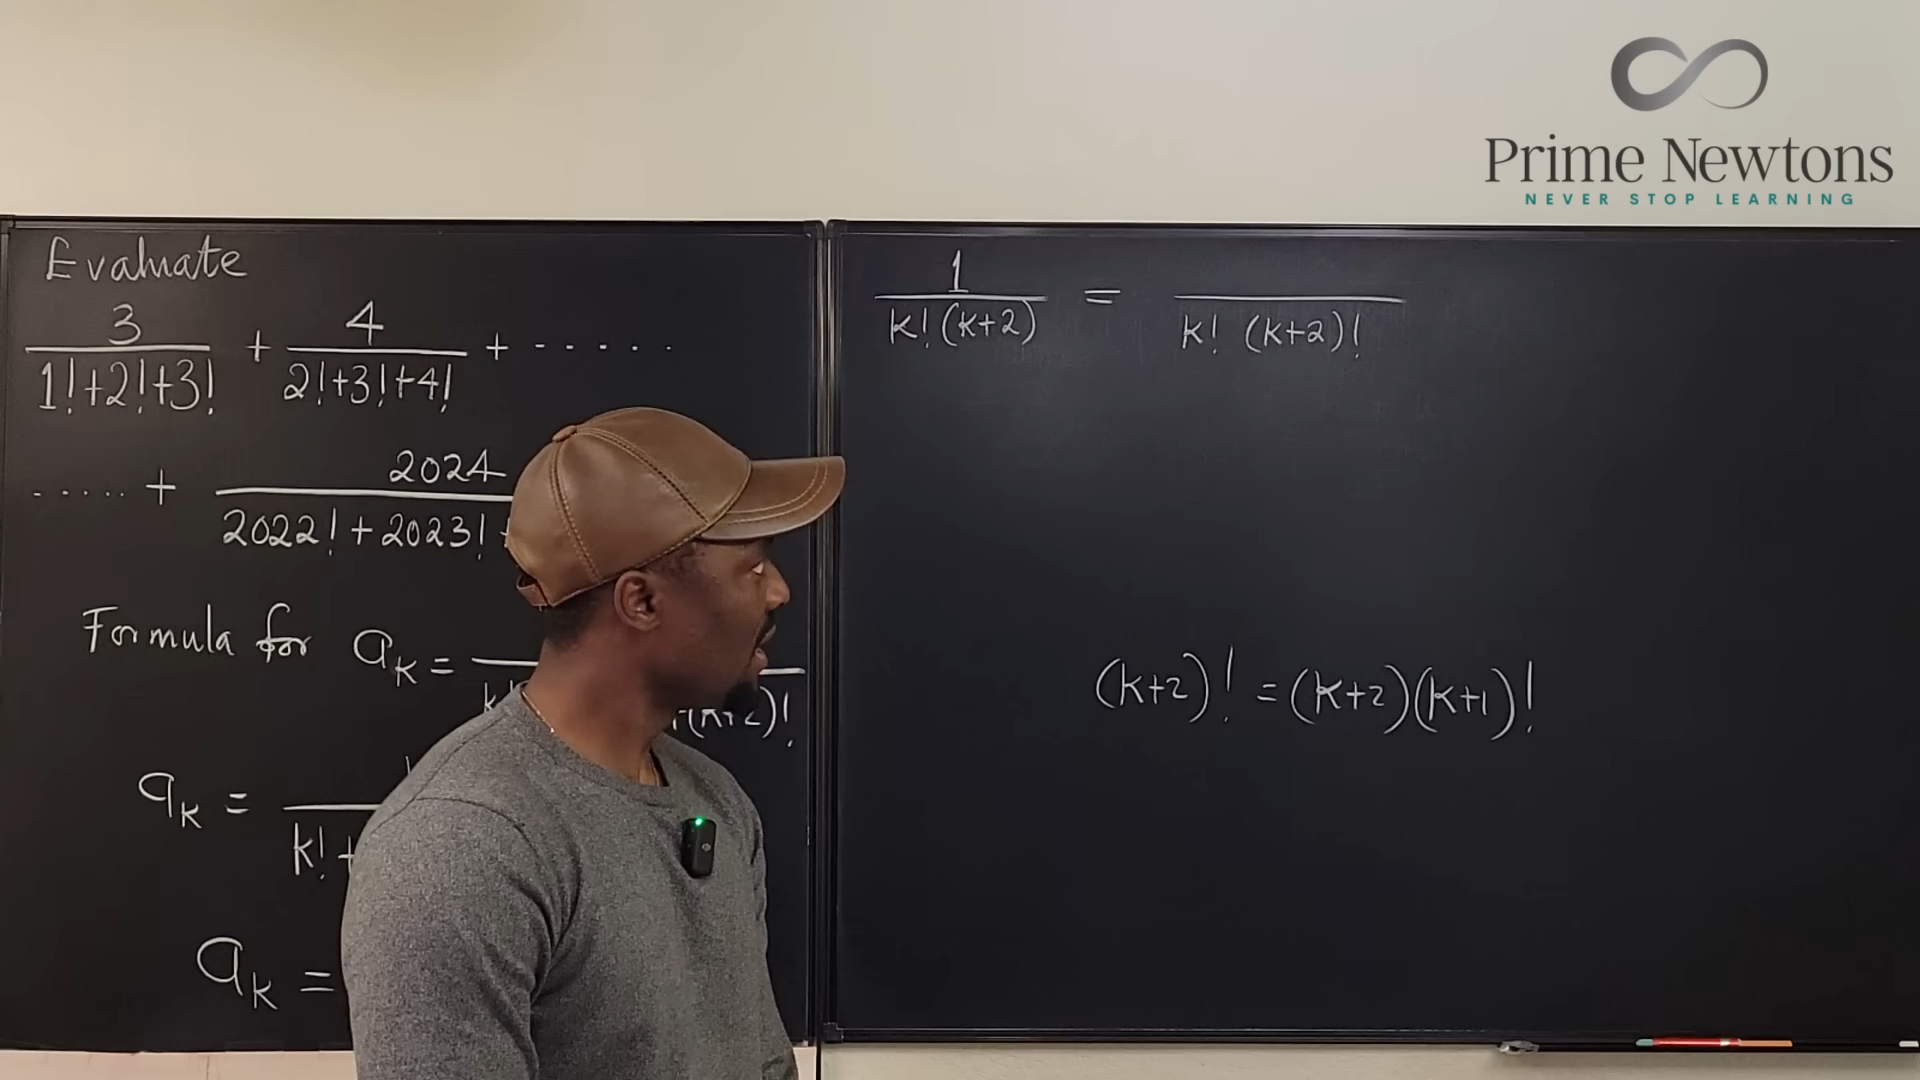 Prime Newtons
NEVER STOP LEARNING
Evaluate
3/(1!+2!+3!) + 4/(2!+3!+4!) + ·····
····· + 2024/(2022!+2023!
Formula for a_k =
(k+2)!
a_k =
k! +
a_k =
1/(k!(k+2)) = /(k! (k+2)!)
(k+2)! = (k+2)(k+1)!